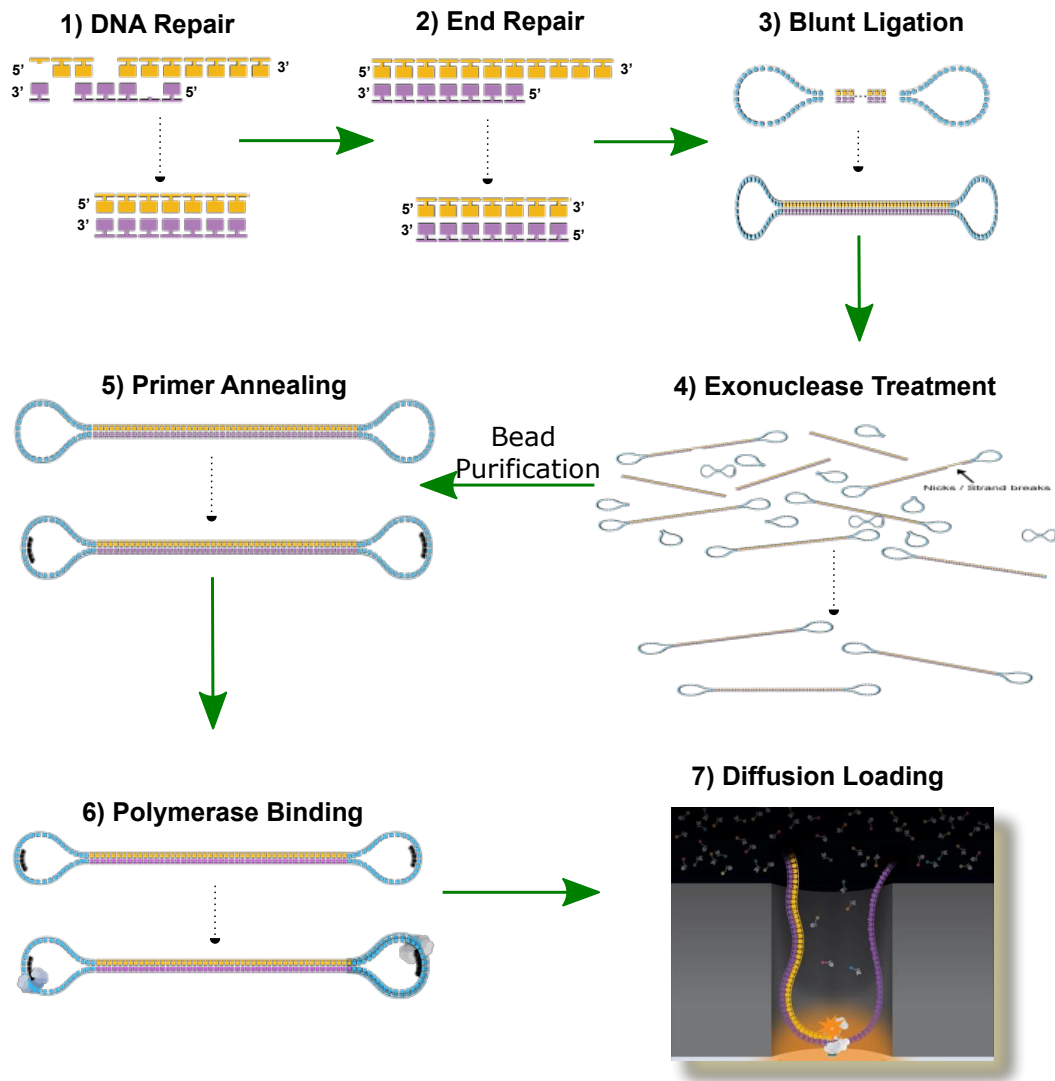 1) DNA Repair
5’
3’
3’
5’
5’
3’
2) End Repair
5’
3’
3’
5’
5’
3’
3’
5’
3) Blunt Ligation
4) Exonuclease Treatment
Nicks / Strand breaks
Bead
Purification
5) Primer Annealing
6) Polymerase Binding
7) Diffusion Loading